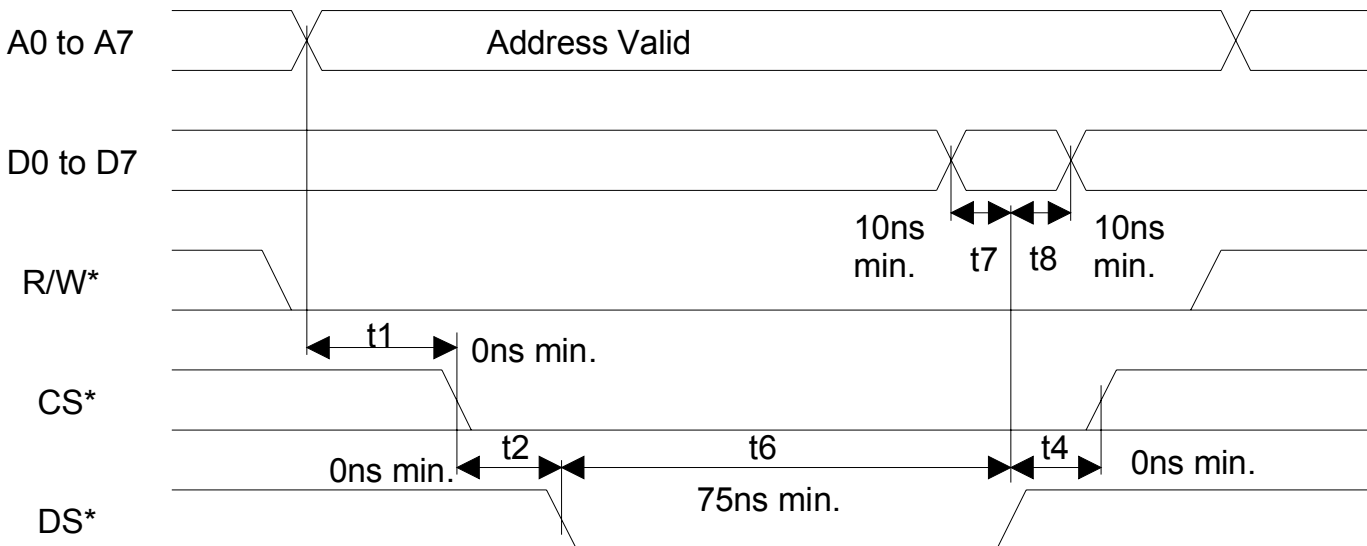 A0 to A7
Address Valid
D0 to D7
10ns
min.
t7
t8
10ns
min.
R/W*
t1
0ns min.
CS*
0ns min.
t2
t6
t4
0ns min.
75ns min.
DS*